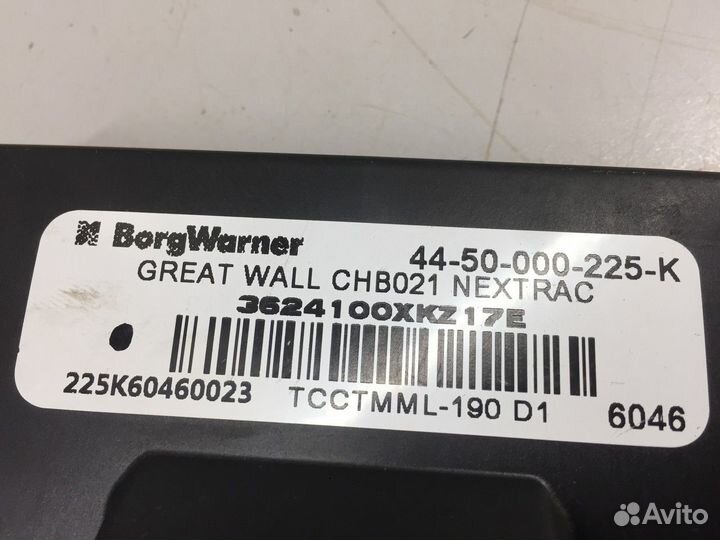 BorgWarner
44-50-000-225-K
GREAT WALL CHB021 NEXTRAC
3624100XKZ17E
225K60460023
TCCTMML-190 D1
6046
Avito